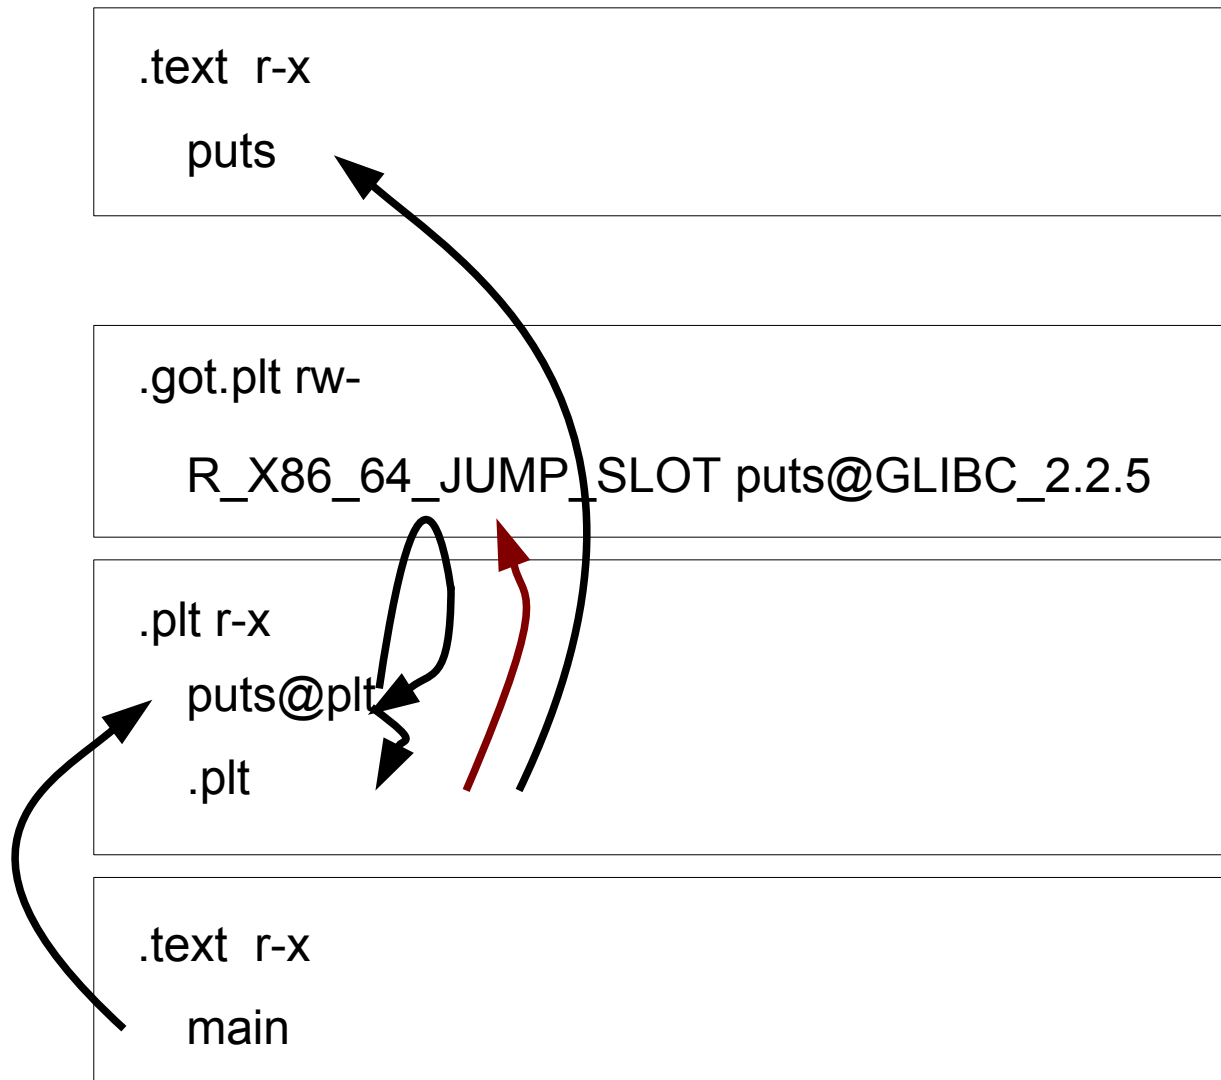 .text r-x
puts
.got.plt rw-
R_X86_64_JUMP_SLOT puts@GLIBC_2.2.5
.plt r-x
puts@plt
.plt
.text r-x
main